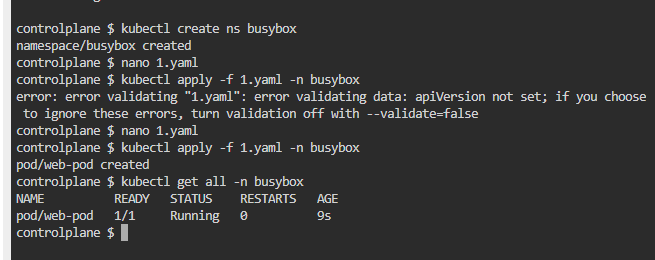 controlplane $ kubectl create ns busybox
namespace/busybox created
controlplane $ nano 1.yaml
controlplane $ kubectl apply -f 1.yaml -n busybox
error: error validating "1.yaml": error validating data: apiVersion not set; if you choose
 to ignore these errors, turn validation off with --validate=false
controlplane $ nano 1.yaml
controlplane $ kubectl apply -f 1.yaml -n busybox
pod/web-pod created
controlplane $ kubectl get all -n busybox
NAME          READY   STATUS    RESTARTS   AGE
pod/web-pod   1/1     Running   0          9s
controlplane $